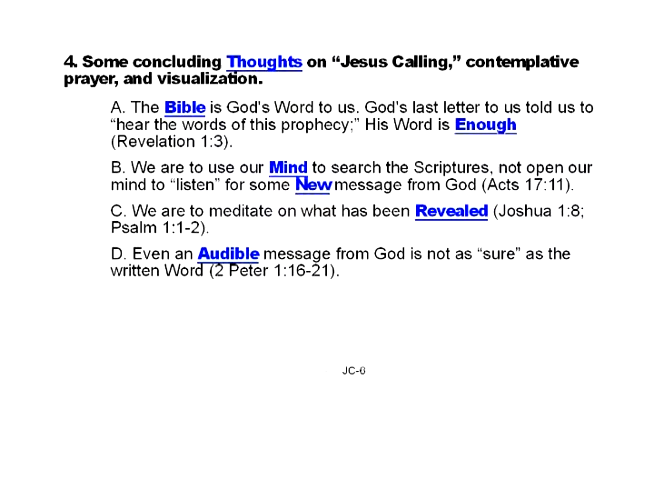 4. Some concluding Thoughts on “Jesus Calling,” contemplative
prayer, and visualization.
A. The Bible is God's Word to us. God's last letter to us told us to
“hear the words of this prophecy;” His Word is Enough
(Revelation 1:3).
B. We are to use our Mind to search the Scriptures, not open our
mind to “listen” for some New message from God (Acts 17:11).
C. We are to meditate on what has been Revealed (Joshua 1:8;
Psalm 1:1-2).
D. Even an Audible message from God is not as “sure” as the
written Word (2 Peter 1:16-21).
JC-6